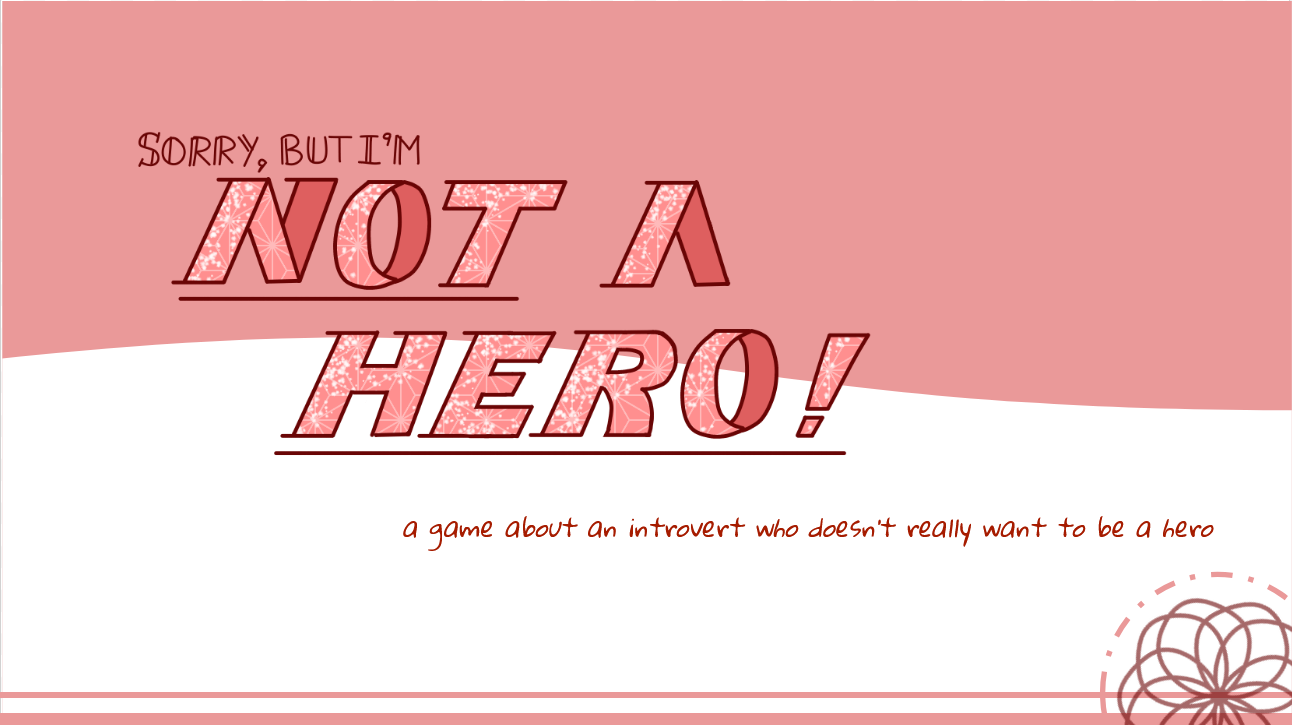 SORRY, BUT I'M
NOT A
HERO!
a game about an introvert who doesn't really want to be a hero